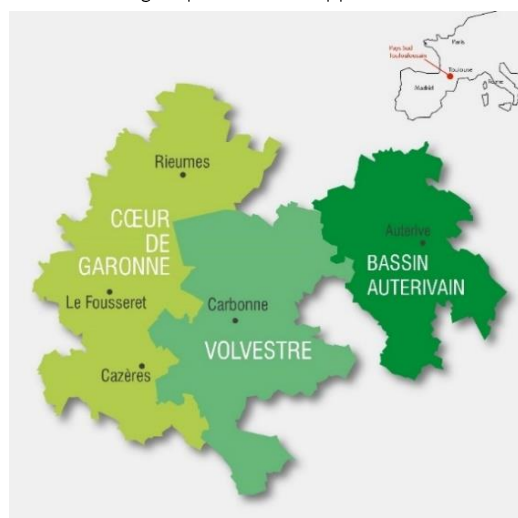 Paris
Pays Sud
Toulousain
Toulouse
Rome
Madrid
Rieumes
CŒUR
DE
GARONNE
Auterive
BASSIN
AUTERIVAIN
Le Fousseret
Carbonne
VOLVESTRE
Cazères